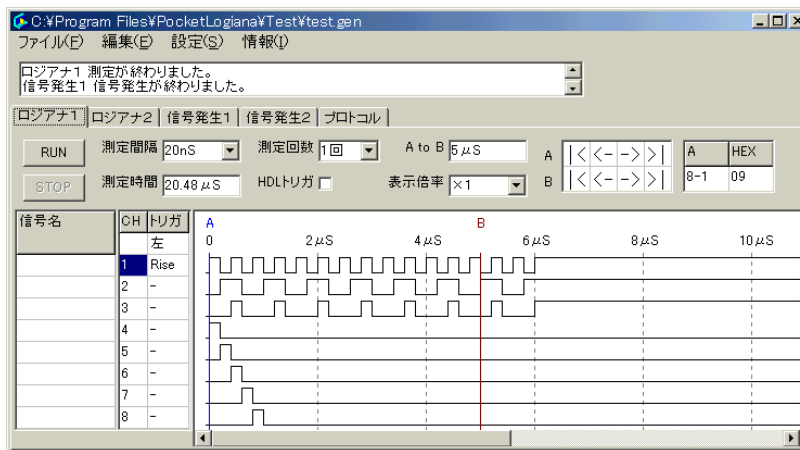 C:¥Program Files¥PocketLogiana¥Test¥test.gen
ファイル(F) 編集(E) 設定(S) 情報(I)
ロジアナ1 測定が終わりました。
信号発生1 信号発生が終わりました。
ロジアナ1 ロジアナ2 信号発生1 信号発生2 プロトコル
RUN 測定間隔 20nS 測定回数 1回 A to B 5μS A |< <- -> >| A HEX
STOP 測定時間 20.48μS HDLトリガ 表示倍率 ×1 B |< <- -> >| 8-1 09
信号名 CH トリガ A B
左 0 2μS 4μS 6μS 8μS 10μS
1 Rise
2 -
3 -
4 -
5 -
6 -
7 -
8 -